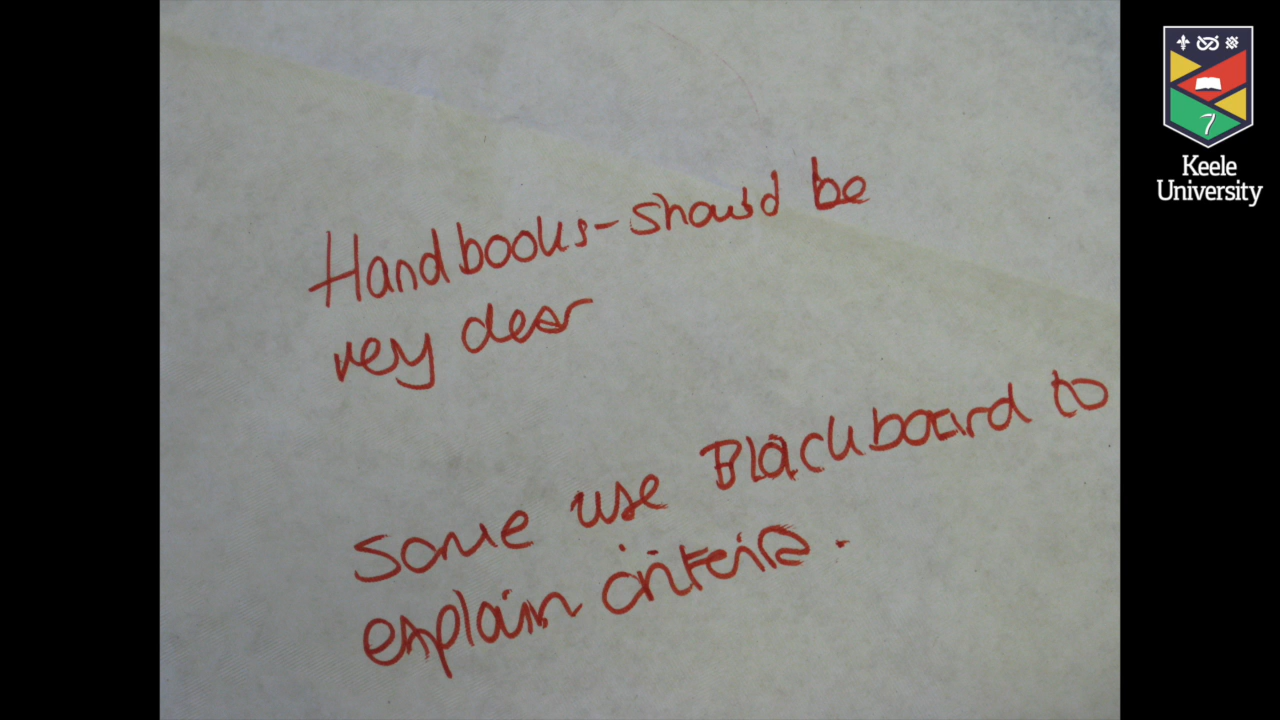 Handbooks - should be
very clear
Some use Blackboard to
explain criteria.
Keele
University